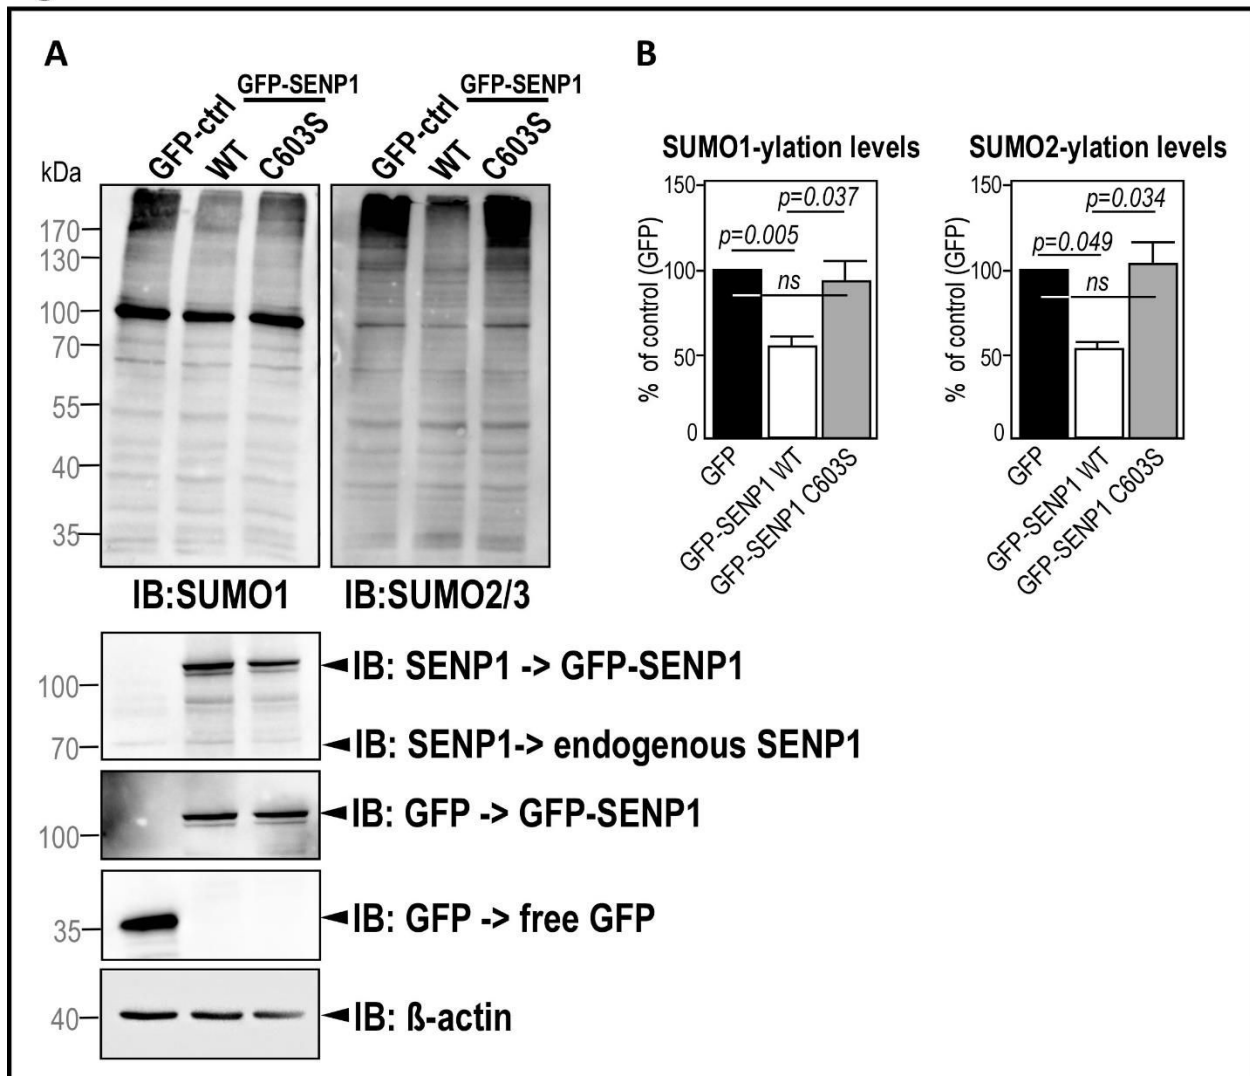 A
GFP-SENP1
GFP-ctrl
WT
C603S
GFP-SENP1
GFP-ctrl
WT
C603S
kDa
170
130
100
70
55
40
35
IB:SUMO1
IB:SUMO2/3
100
IB: SENP1 -> GFP-SENP1
70
IB: SENP1-> endogenous SENP1
IB: GFP -> GFP-SENP1
100
IB: GFP -> free GFP
35
40
IB: ß-actin
B
SUMO1-ylation levels
% of control (GFP)
150
100
50
0
p=0.037
p=0.005
ns
GFP
GFP-SENP1 WT
GFP-SENP1 C603S
SUMO2-ylation levels
% of control (GFP)
150
100
50
0
p=0.034
p=0.049
ns
GFP
GFP-SENP1 WT
GFP-SENP1 C603S